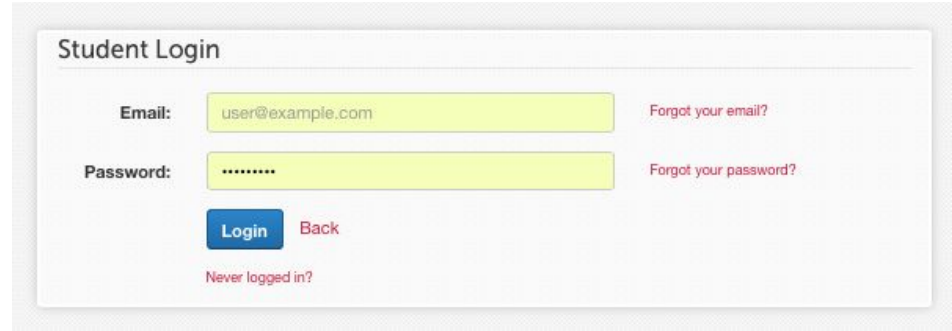 Student Login
Email: user@example.com Forgot your email?
Password: ••••••••• Forgot your password?
Login Back
Never logged in?